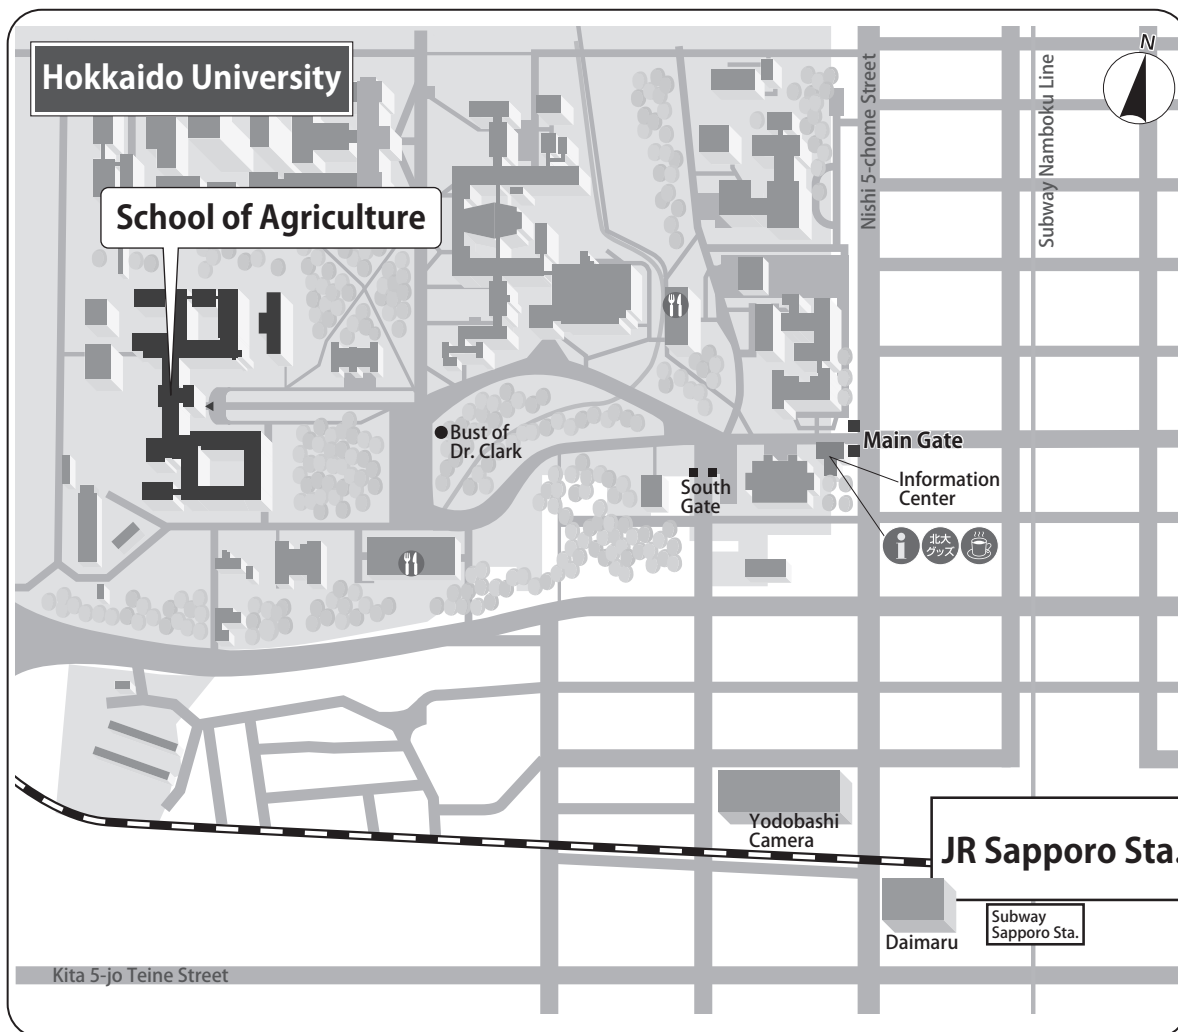 Hokkaido University
N
Nishi 5-chome Street
Subway Namboku Line
School of Agriculture
Bust of
Dr. Clark
Main Gate
South
Gate
Information
Center
i
北大
グッズ
Yodobashi
Camera
JR Sapporo Sta.
Subway
Sapporo Sta.
Daimaru
Kita 5-jo Teine Street